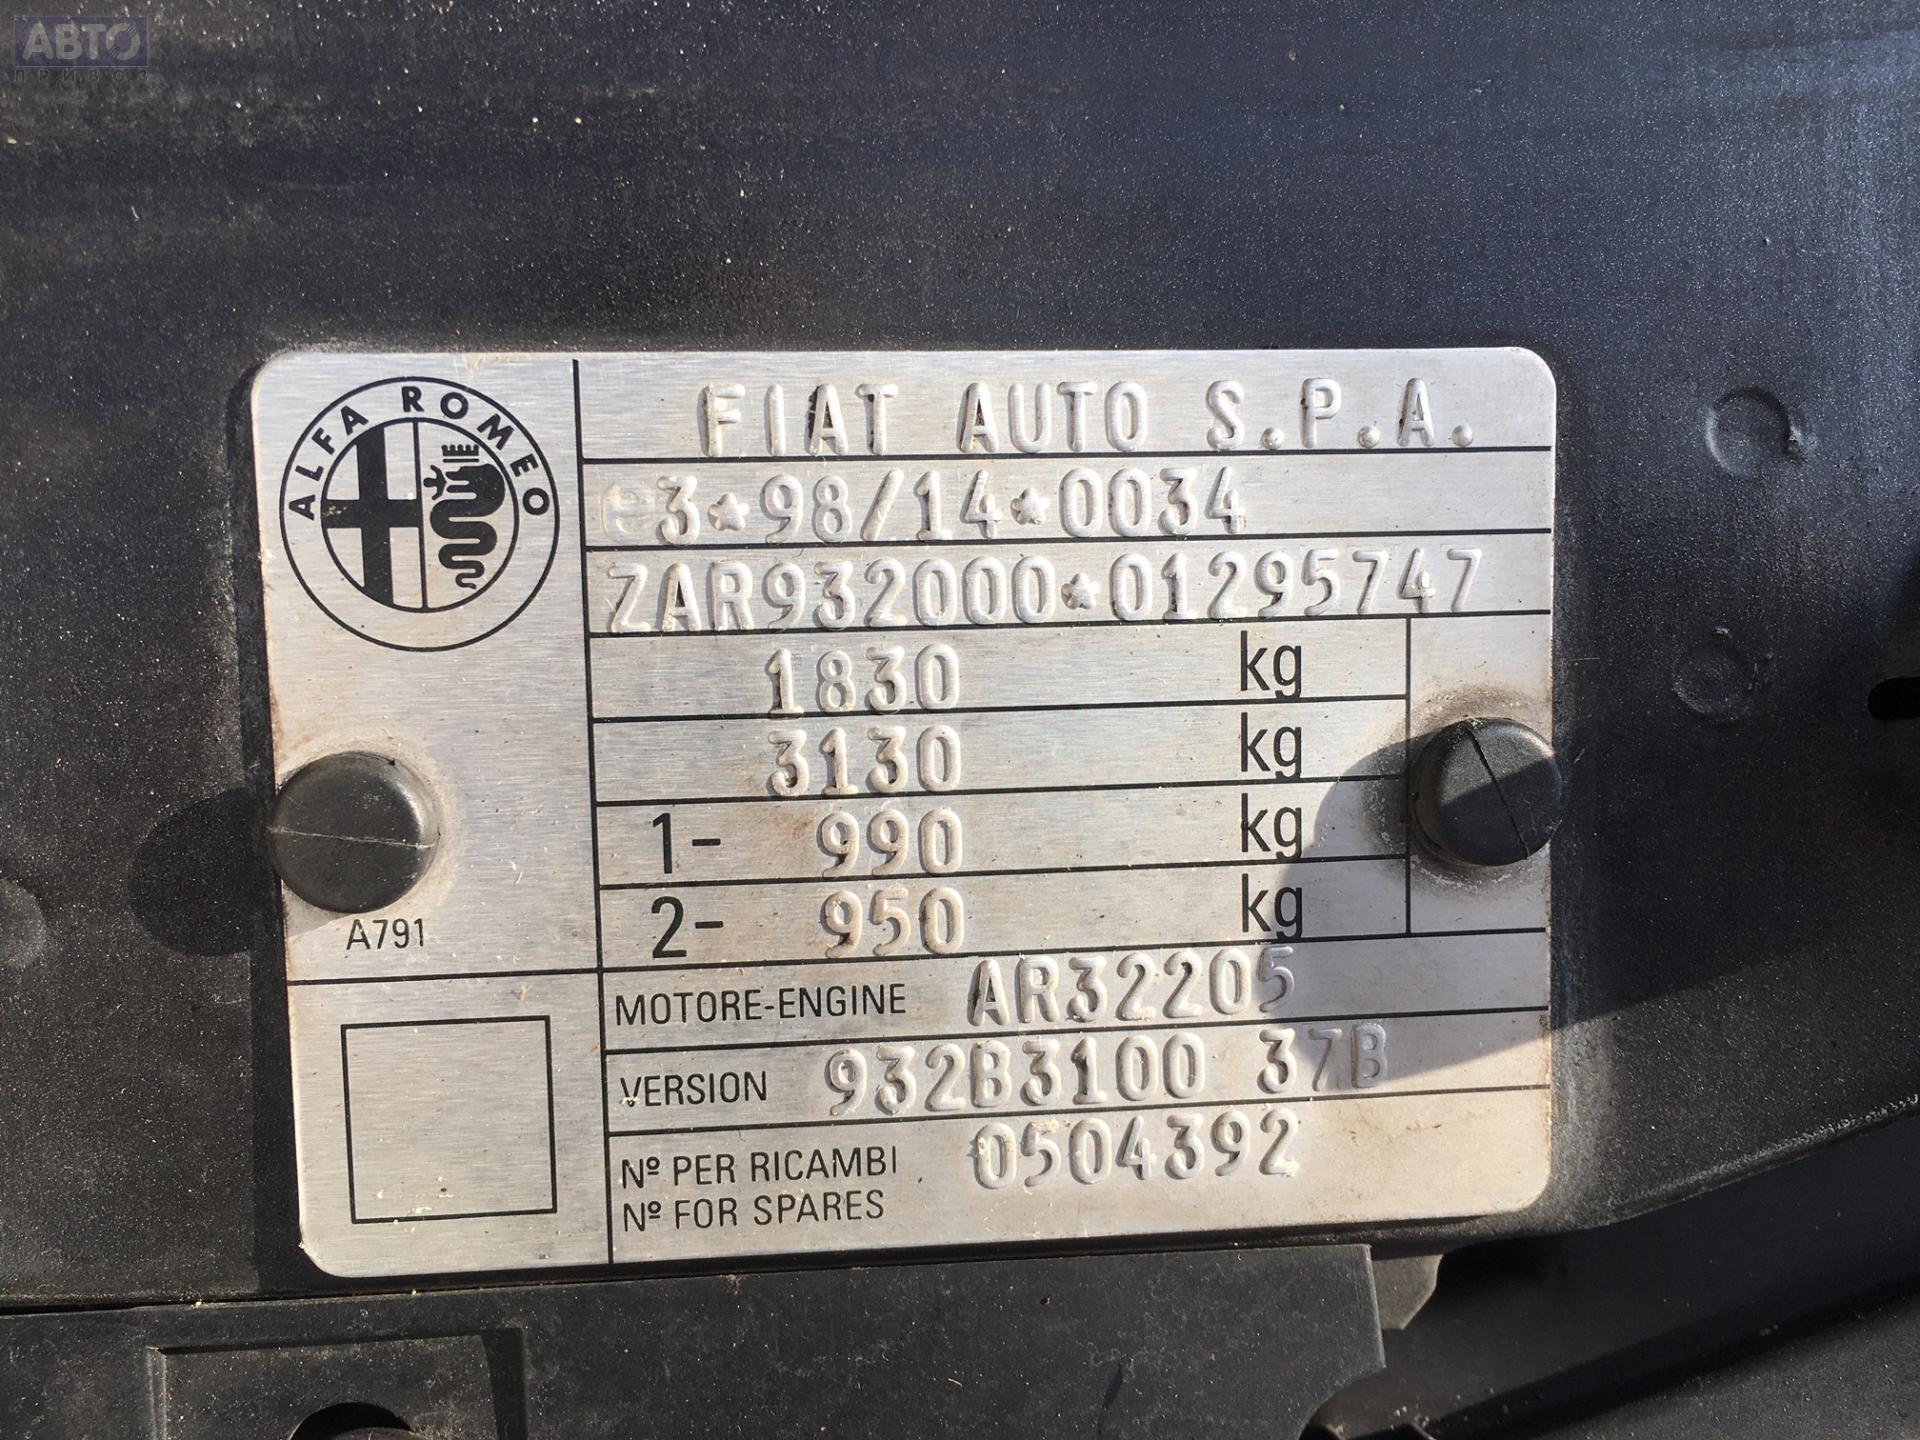 АВТО
ПРИВОЗ
ALFA ROMEO
FIAT AUTO S.P.A.
e3*98/14*0034
ZAR932000*01295747
1830 kg
3130 kg
1- 990 kg
2- 950 kg
A791
MOTORE-ENGINE AR32205
VERSION 932B3100 37B
Nº PER RICAMBI 0504392
Nº FOR SPARES